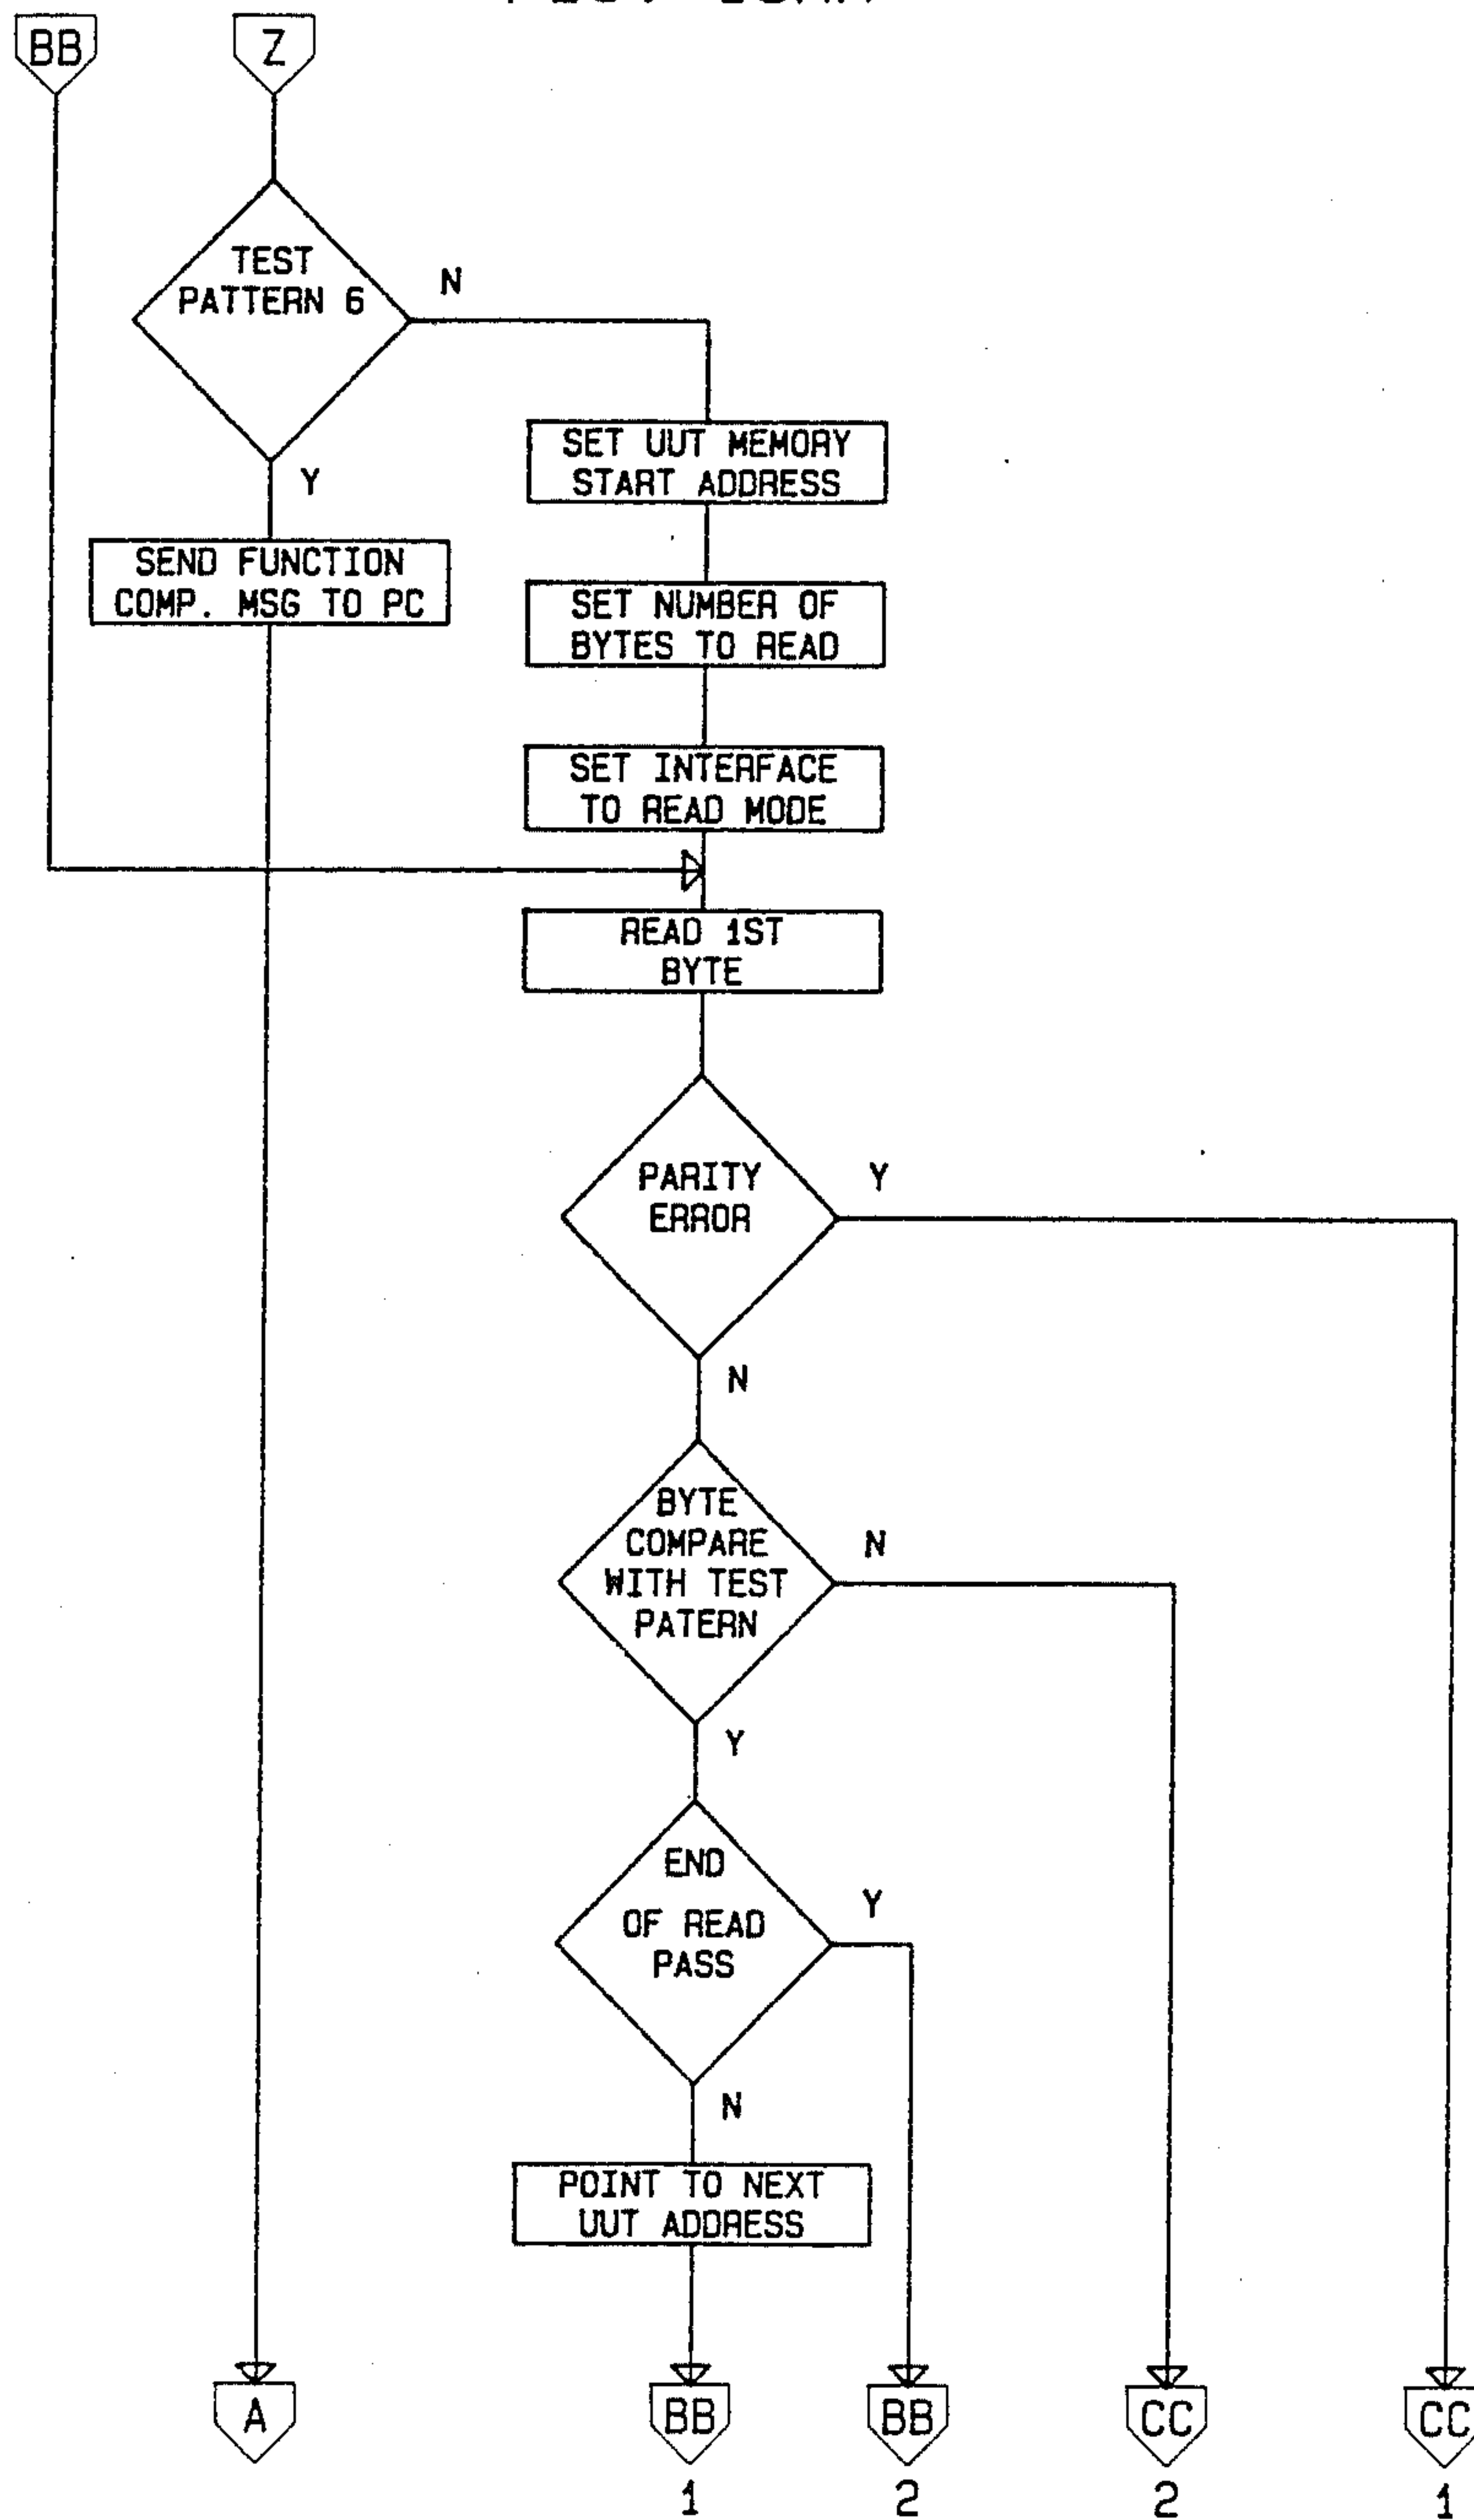 BB
Z
TEST
PATTERN 6
N
Y
SET UUT MEMORY
START ADDRESS
SEND FUNCTION
COMP. MSG TO PC
SET NUMBER OF
BYTES TO READ
SET INTERFACE
TO READ MODE
READ 1ST
BYTE
PARITY
ERROR
Y
N
BYTE
COMPARE
WITH TEST
PATERN
N
Y
END
OF READ
PASS
Y
N
POINT TO NEXT
UUT ADDRESS
A
BB
1
BB
2
CC
2
CC
1